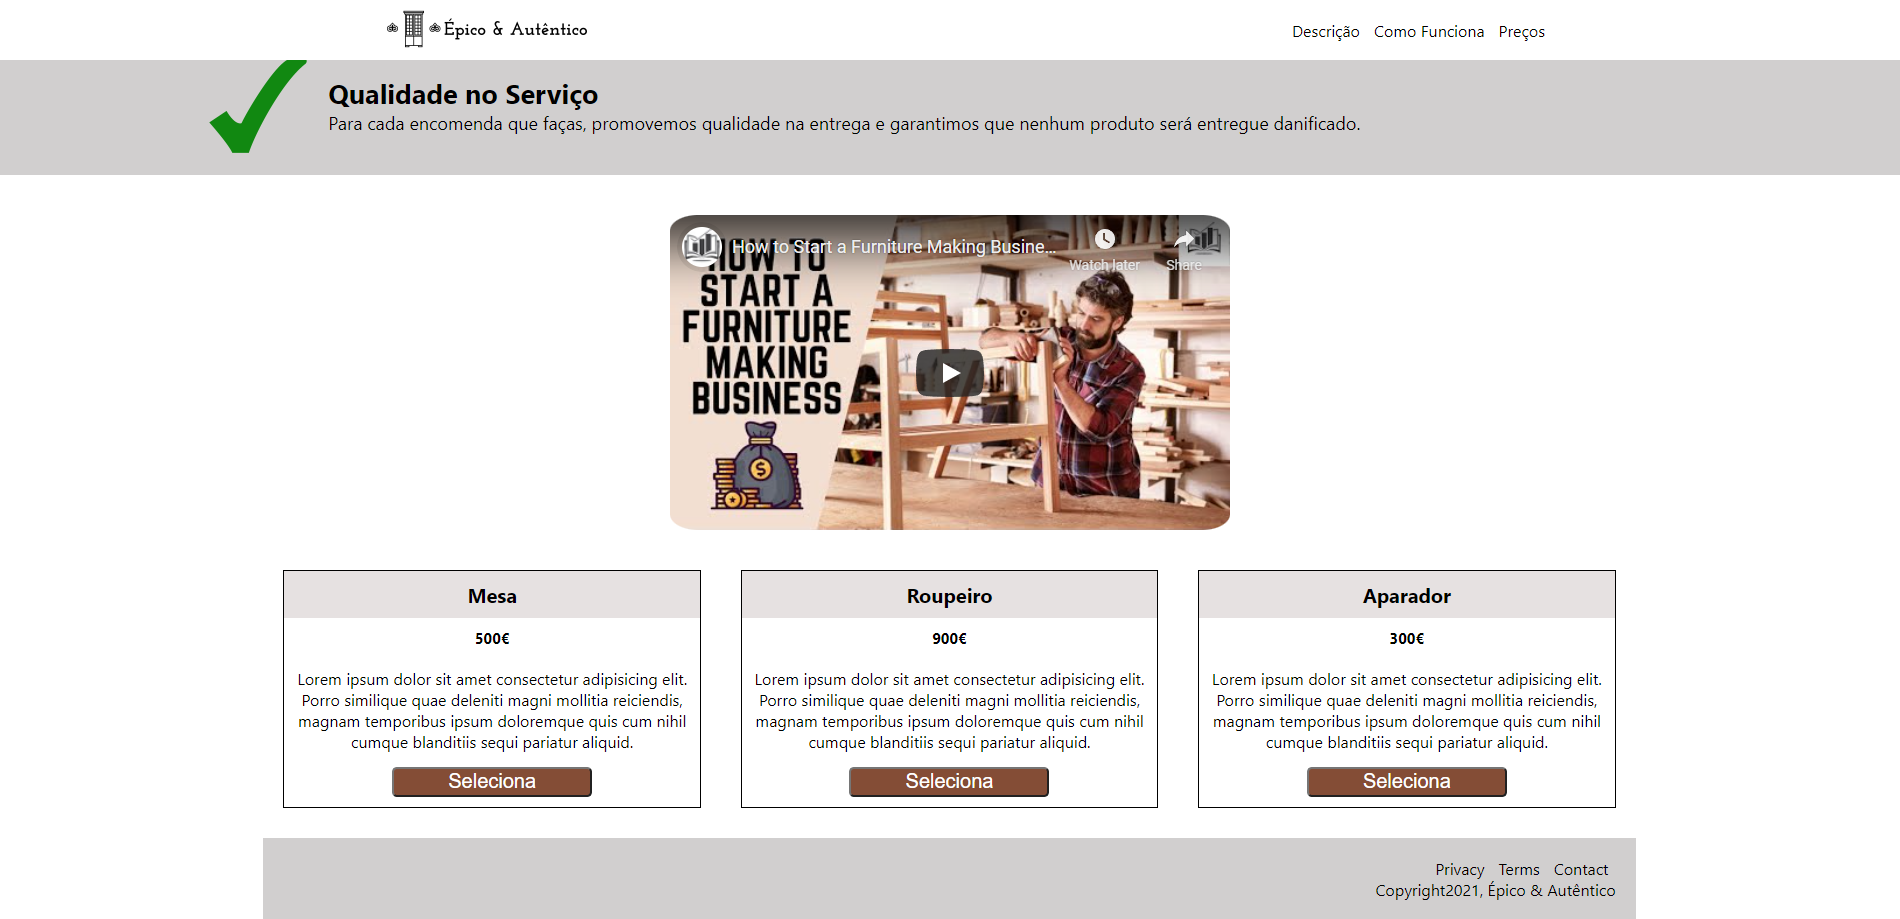 Épico & Autêntico
Descrição Como Funciona Preços
Qualidade no Serviço
Para cada encomenda que faças, promovemos qualidade na entrega e garantimos que nenhum produto será entregue danificado.
How to Start a Furniture Making Busine...
Watch later Share
HOW TO
START A
FURNITURE
MAKING
BUSINESS
$
Mesa
500€
Lorem ipsum dolor sit amet consectetur adipisicing elit.
Porro similique quae deleniti magni mollitia reiciendis,
magnam temporibus ipsum doloremque quis cum nihil
cumque blanditiis sequi pariatur aliquid.
Seleciona
Roupeiro
900€
Lorem ipsum dolor sit amet consectetur adipisicing elit.
Porro similique quae deleniti magni mollitia reiciendis,
magnam temporibus ipsum doloremque quis cum nihil
cumque blanditiis sequi pariatur aliquid.
Seleciona
Aparador
300€
Lorem ipsum dolor sit amet consectetur adipisicing elit.
Porro similique quae deleniti magni mollitia reiciendis,
magnam temporibus ipsum doloremque quis cum nihil
cumque blanditiis sequi pariatur aliquid.
Seleciona
Privacy Terms Contact
Copyright2021, Épico & Autêntico